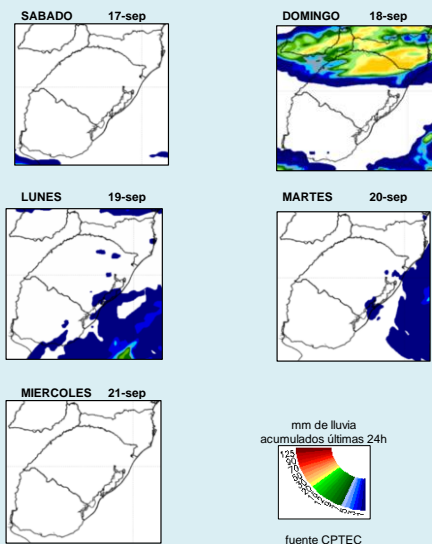 SABADO 17-sep
DOMINGO 18-sep
LUNES 19-sep
MARTES 20-sep
MIERCOLES 21-sep
mm de lluvia
acumulados últimas 24h
125
fuente CPTEC